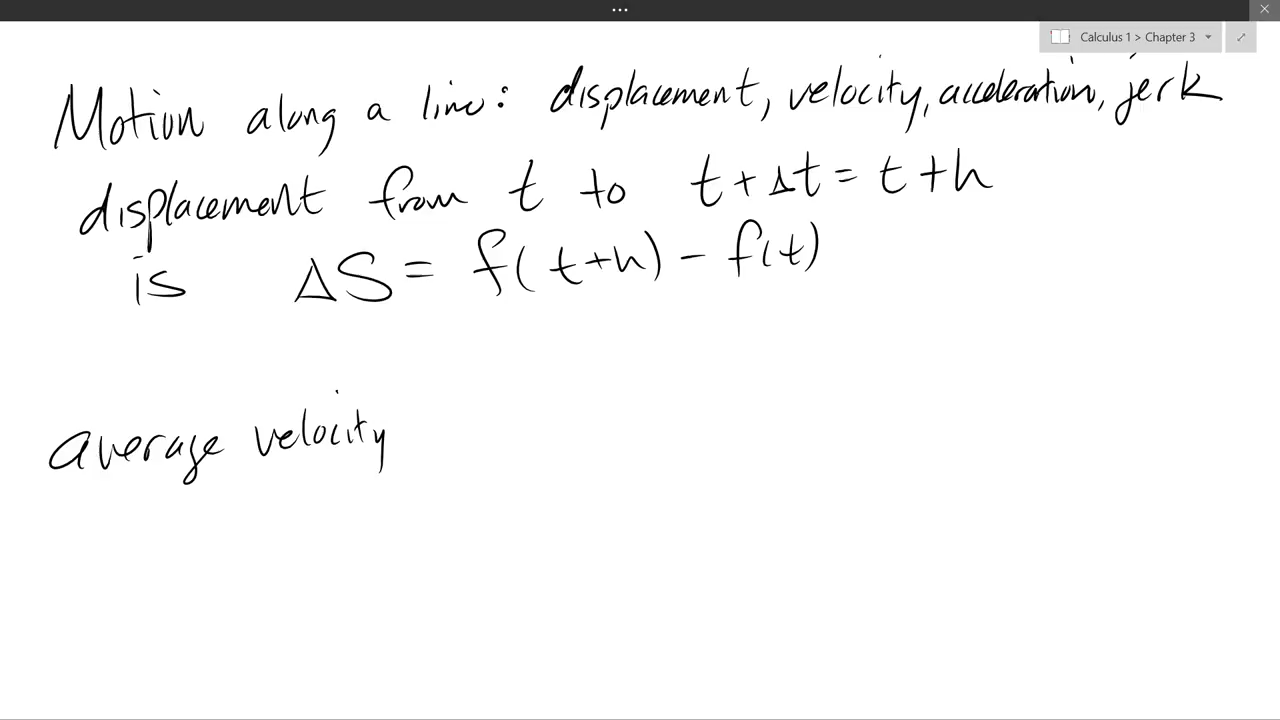 Calculus 1 > Chapter 3
Motion along a line: displacement, velocity, acceleration, jerk
displacement from t to t + Δt = t + h
is ΔS = f(t+h) - f(t)
average velocity